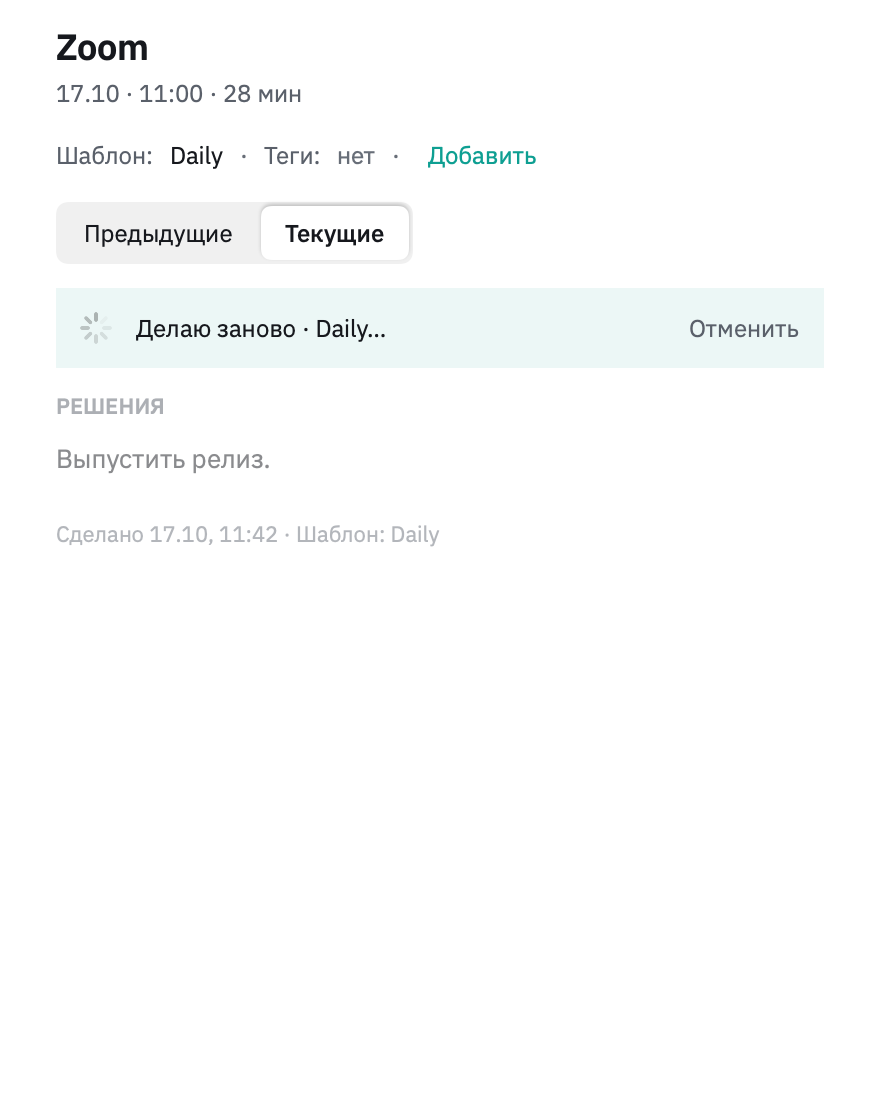 Zoom
17.10 · 11:00 · 28 мин
Шаблон: Daily · Теги: нет · Добавить
Предыдущие Текущие
Делаю заново · Daily... Отменить
РЕШЕНИЯ
Выпустить релиз.
Сделано 17.10, 11:42 · Шаблон: Daily